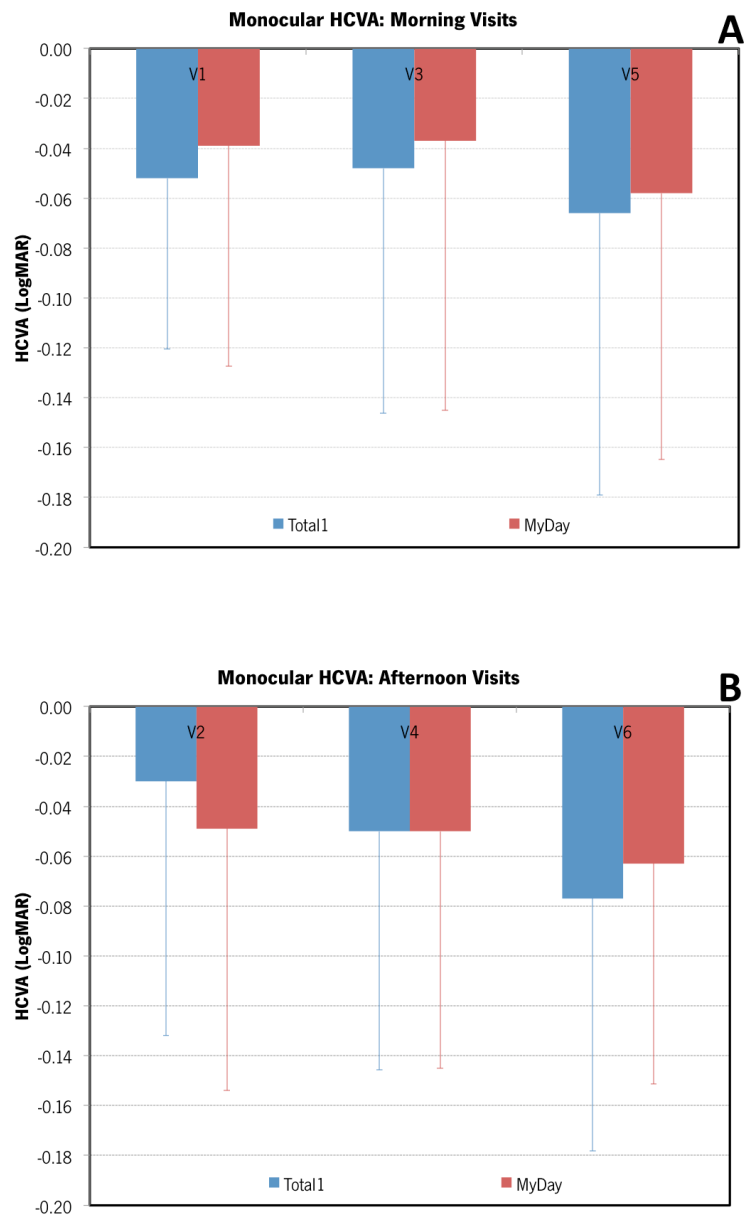 Monocular HCVA: Morning Visits
A
0.00
V1 V3 V5
-0.02
-0.04
-0.06
-0.08
-0.10
-0.12
-0.14
-0.16
-0.18
-0.20
HCVA (LogMAR)
Total1 MyDay
Monocular HCVA: Afternoon Visits
B
0.00
V2 V4 V6
-0.02
-0.04
-0.06
-0.08
-0.10
-0.12
-0.14
-0.16
-0.18
-0.20
HCVA (LogMAR)
Total1 MyDay